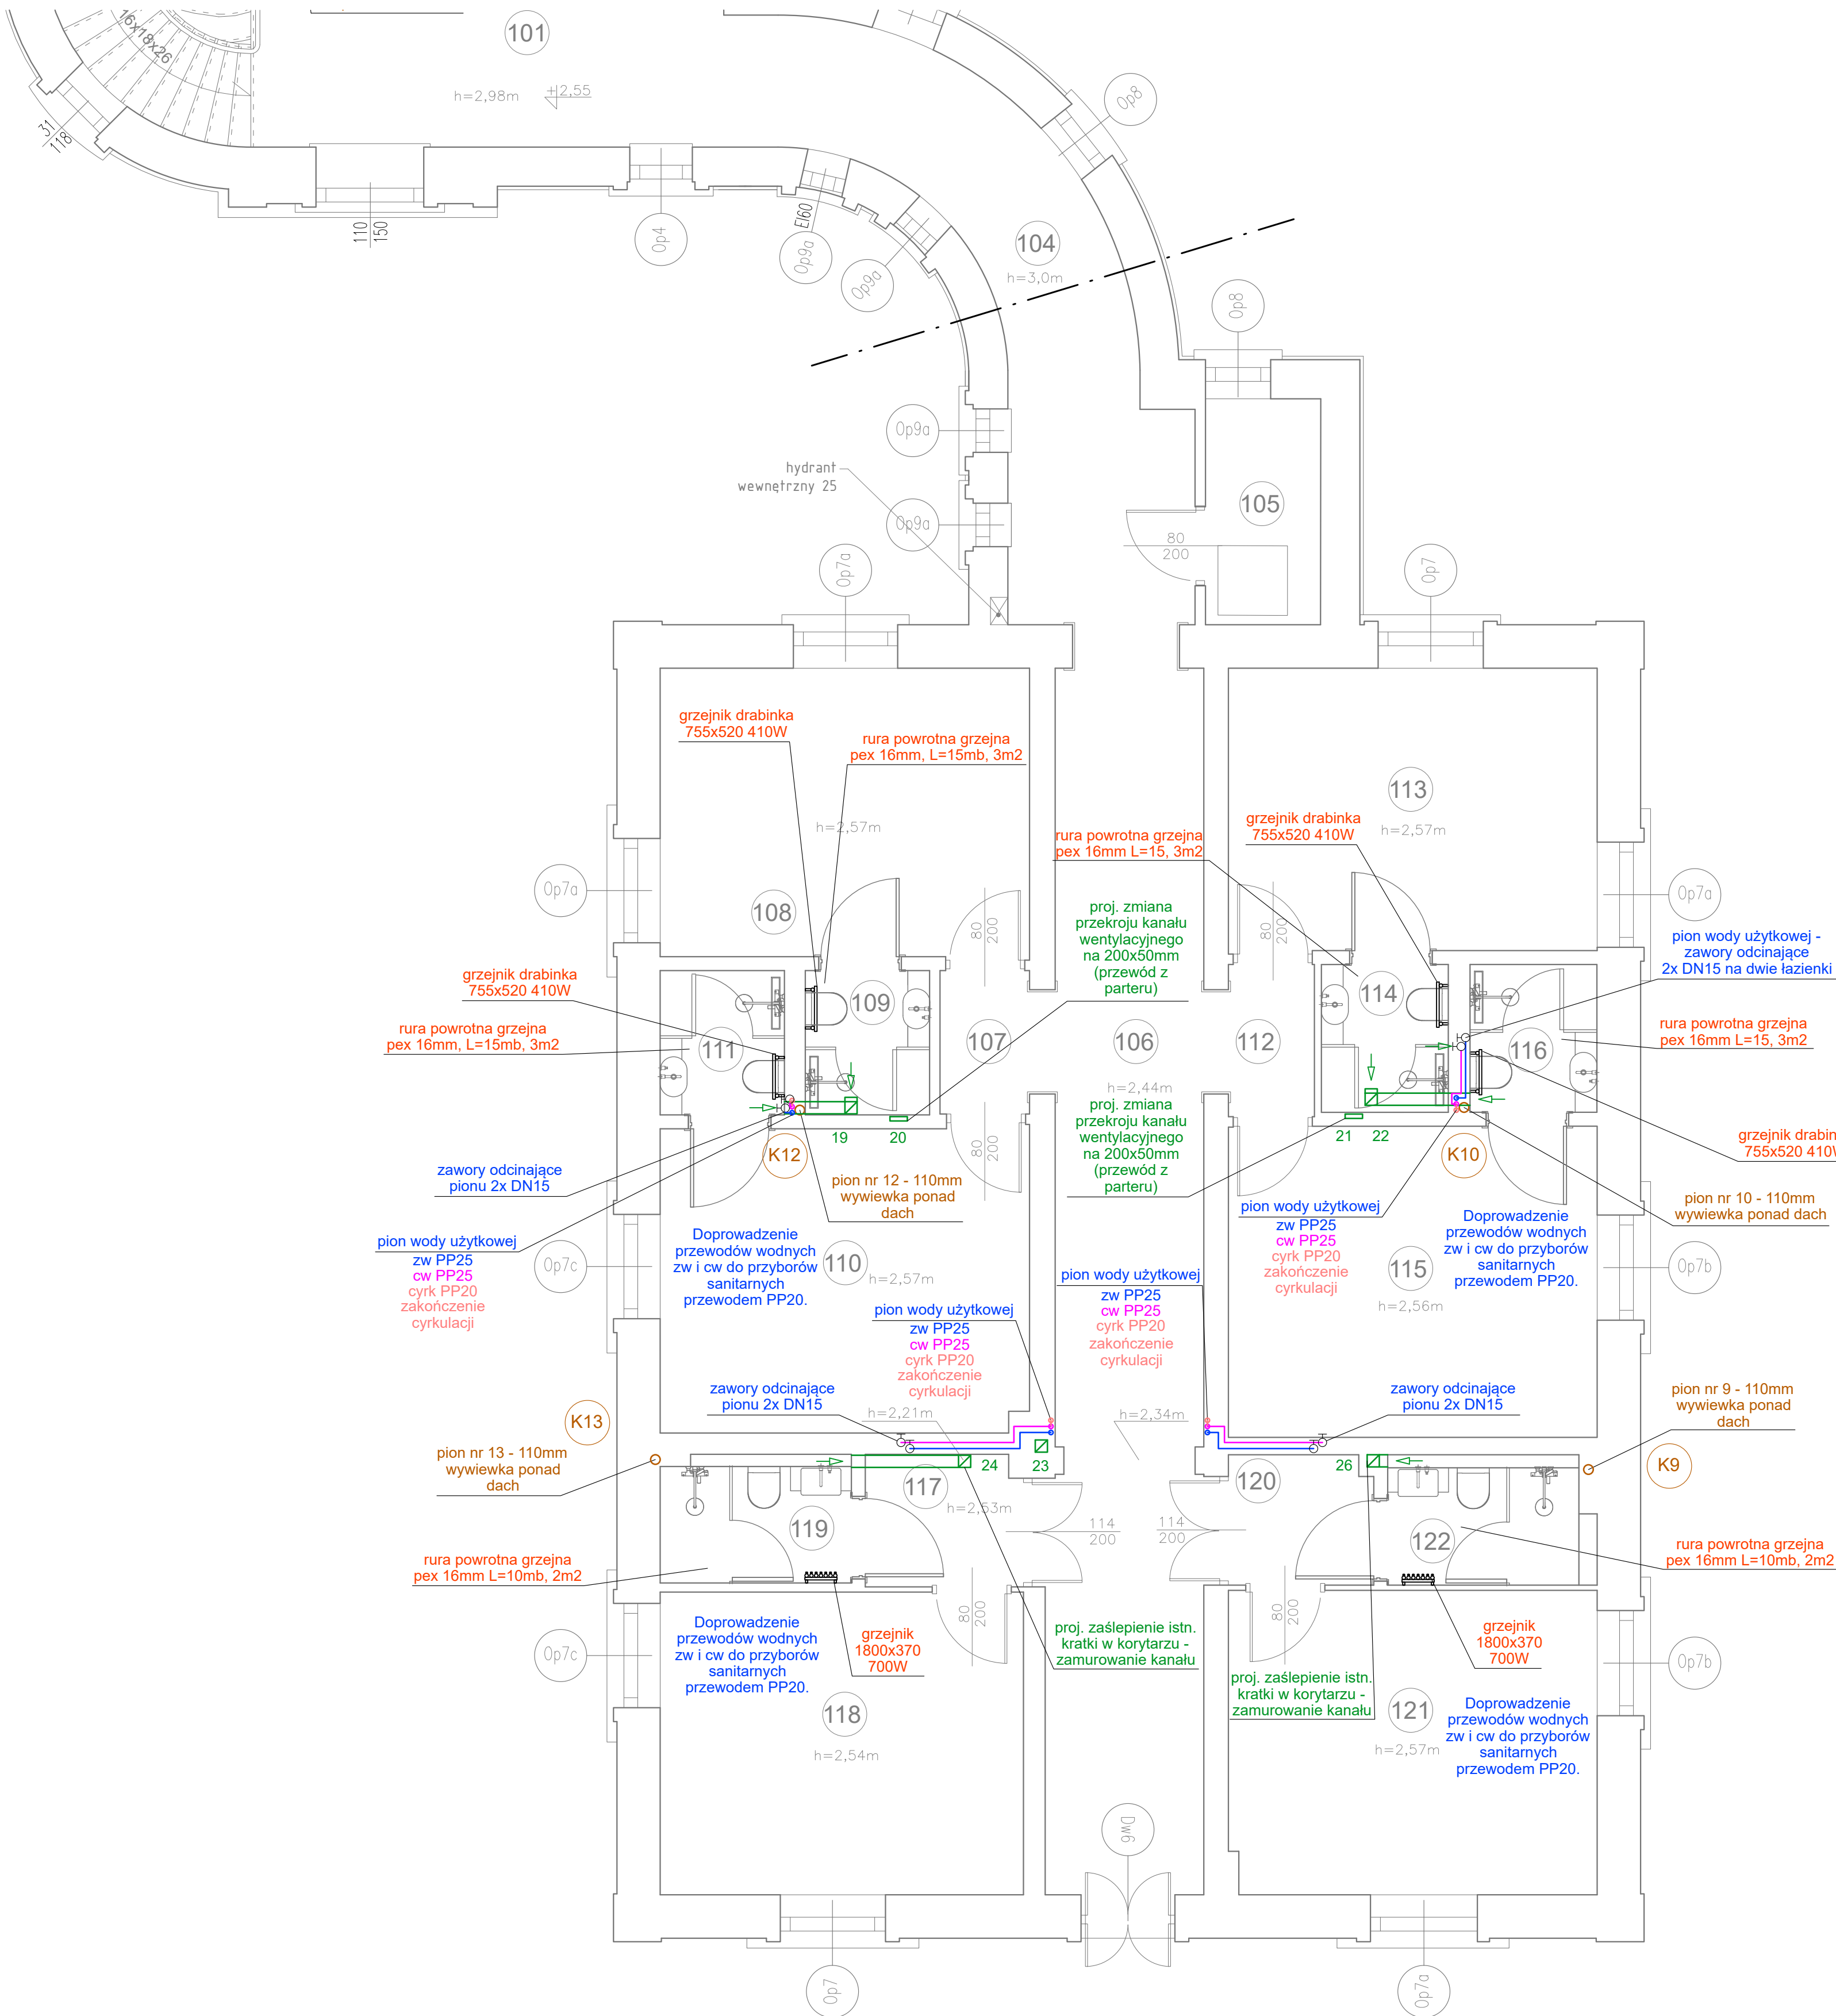 16x18x26
101
h=2,98m
+2,55
31
118
110
150
Op4
EI60
Op9a
Op9a
104
h=3,0m
Op8
Op8
Op9a
hydrant
wewnętrzny 25
Op9a
105
80
200
Op7a
Op7
grzejnik drabinka
755x520 410W
rura powrotna grzejna
pex 16mm, L=15mb, 3m2
h=2,57m
113
h=2,57m
rura powrotna grzejna
pex 16mm L=15, 3m2
grzejnik drabinka
755x520 410W
Op7a
108
80
200
proj. zmiana
przekroju kanału
wentylacyjnego
na 200x50mm
(przewód z
parteru)
80
200
Op7a
pion wody użytkowej -
zawory odcinające
2x DN15 na dwie łazienki
grzejnik drabinka
755x520 410W
rura powrotna grzejna
pex 16mm, L=15mb, 3m2
111
109
107
106
h=2,44m
112
114
116
rura powrotna grzejna
pex 16mm L=15, 3m2
proj. zmiana
przekroju kanału
wentylacyjnego
na 200x50mm
(przewód z
parteru)
19
20
21
22
80
200
K12
K10
grzejnik drabin
755x520 410W
zawory odcinające
pionu 2x DN15
pion nr 12 - 110mm
wywiewka ponad
dach
pion nr 10 - 110mm
wywiewka ponad dach
pion wody użytkowej
zw PP25
cw PP25
cyrk PP20
zakończenie
cyrkulacji
Op7c
Doprowadzenie
przewodów wodnych
zw i cw do przyborów
sanitarnych
przewodem PP20.
110
h=2,57m
pion wody użytkowej
zw PP25
cw PP25
cyrk PP20
zakończenie
cyrkulacji
pion wody użytkowej
zw PP25
cw PP25
cyrk PP20
zakończenie
cyrkulacji
pion wody użytkowej
zw PP25
cw PP25
cyrk PP20
zakończenie
cyrkulacji
115
h=2,56m
Doprowadzenie
przewodów wodnych
zw i cw do przyborów
sanitarnych
przewodem PP20.
Op7b
K13
zawory odcinające
pionu 2x DN15
h=2,21m
h=2,34m
zawory odcinające
pionu 2x DN15
pion nr 9 - 110mm
wywiewka ponad
dach
pion nr 13 - 110mm
wywiewka ponad
dach
24
23
26
K9
117
h=2,53m
120
119
114
200
114
200
122
rura powrotna grzejna
pex 16mm L=10mb, 2m2
rura powrotna grzejna
pex 16mm L=10mb, 2m2
80
200
80
200
Op7c
Doprowadzenie
przewodów wodnych
zw i cw do przyborów
sanitarnych
przewodem PP20.
grzejnik
1800x370
700W
proj. zaślepienie istn.
kratki w korytarzu -
zamurowanie kanału
proj. zaślepienie istn.
kratki w korytarzu -
zamurowanie kanału
grzejnik
1800x370
700W
Op7b
118
h=2,54m
121
h=2,57m
Doprowadzenie
przewodów wodnych
zw i cw do przyborów
sanitarnych
przewodem PP20.
Dw6
Op7
Op7a